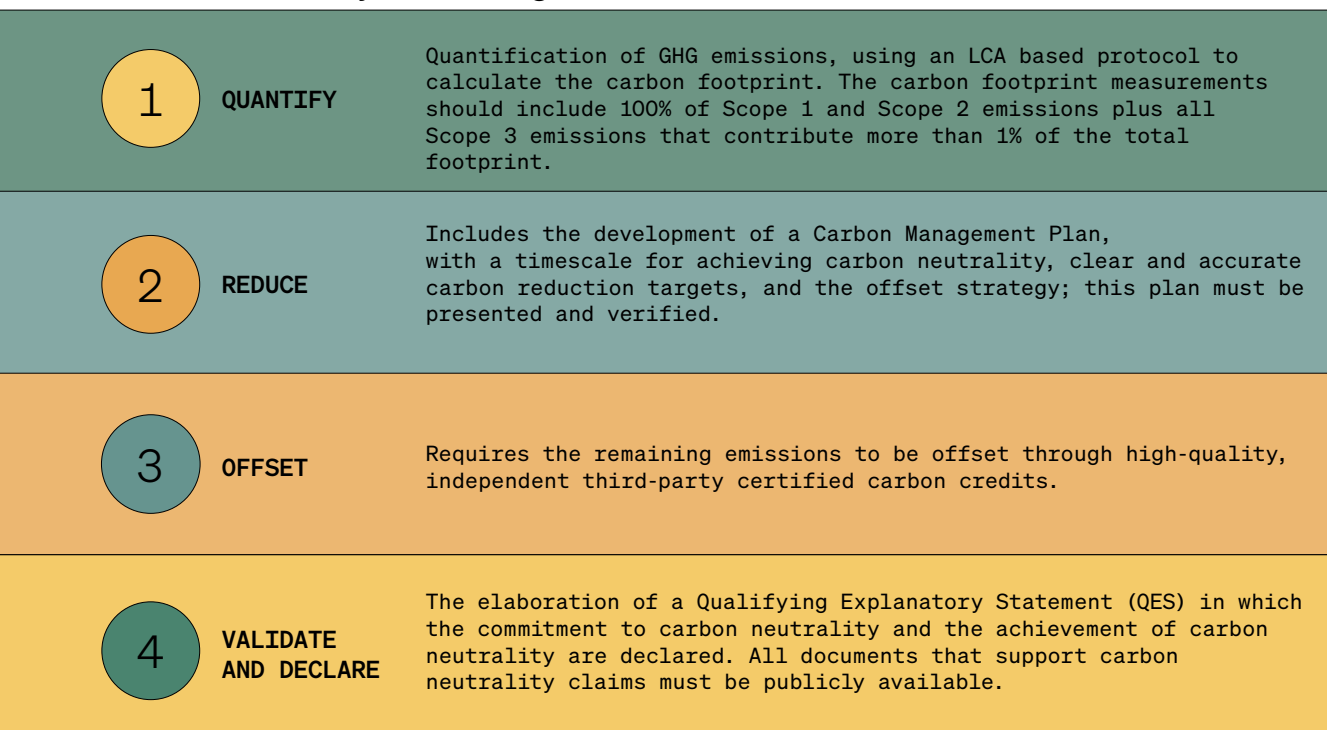 1
QUANTIFY
Quantification of GHG emissions, using an LCA based protocol to
calculate the carbon footprint. The carbon footprint measurements
should include 100% of Scope 1 and Scope 2 emissions plus all
Scope 3 emissions that contribute more than 1% of the total
footprint.
2
REDUCE
Includes the development of a Carbon Management Plan,
with a timescale for achieving carbon neutrality, clear and accurate
carbon reduction targets, and the offset strategy; this plan must be
presented and verified.
3
OFFSET
Requires the remaining emissions to be offset through high-quality,
independent third-party certified carbon credits.
4
VALIDATE
AND DECLARE
The elaboration of a Qualifying Explanatory Statement (QES) in which
the commitment to carbon neutrality and the achievement of carbon
neutrality are declared. All documents that support carbon
neutrality claims must be publicly available.